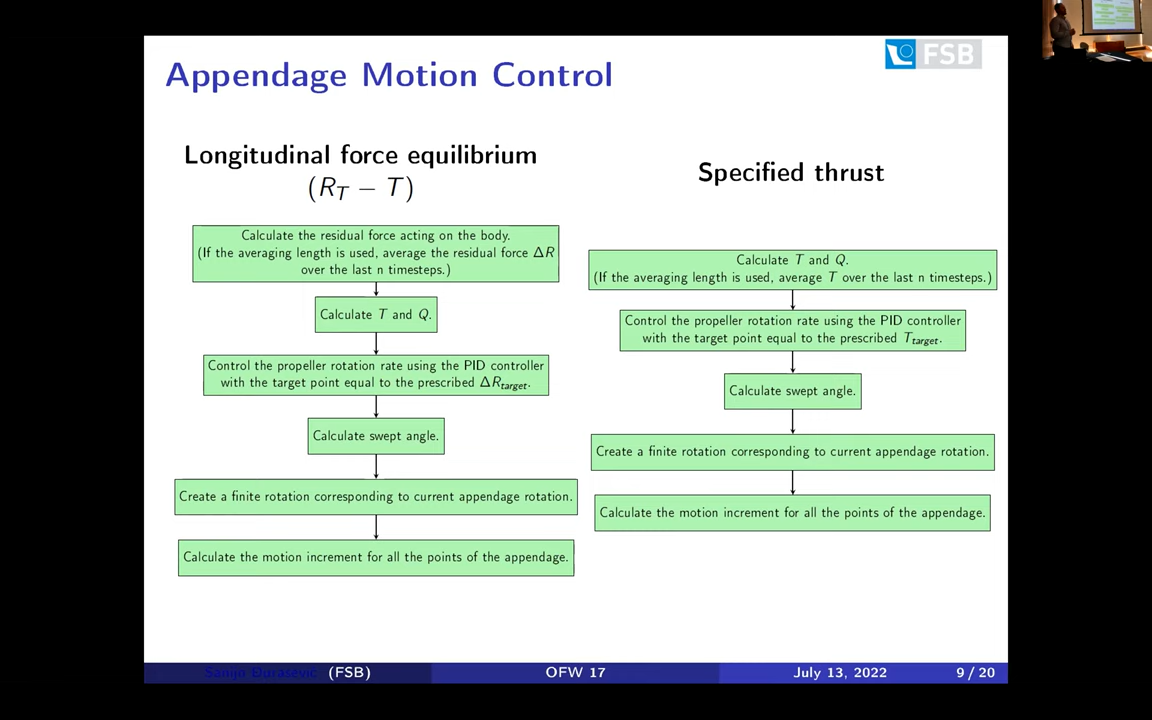 Appendage Motion Control
FSB
Longitudinal force equilibrium
(R_T − T)
Calculate the residual force acting on the body.
(If the averaging length is used, average the residual force ΔR
over the last n timesteps.)
Calculate T and Q.
Control the propeller rotation rate using the PID controller
with the target point equal to the prescribed ΔR_target.
Calculate swept angle.
Create a finite rotation corresponding to current appendage rotation.
Calculate the motion increment for all the points of the appendage.
Specified thrust
Calculate T and Q.
(If the averaging length is used, average T over the last n timesteps.)
Control the propeller rotation rate using the PID controller
with the target point equal to the prescribed T_target.
Calculate swept angle.
Create a finite rotation corresponding to current appendage rotation.
Calculate the motion increment for all the points of the appendage.
(FSB) OFW 17 July 13, 2022 9 / 20